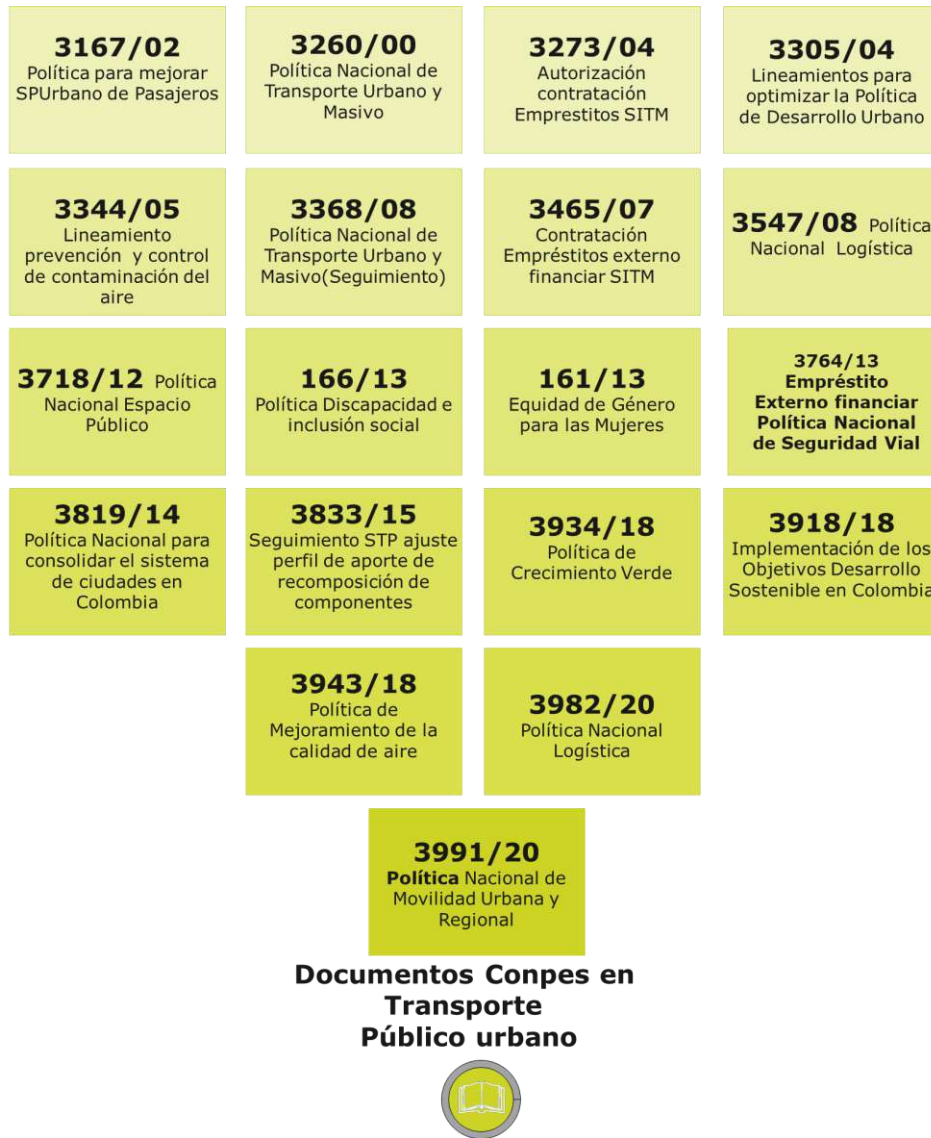 3167/02
Política para mejorar
SPUrbano de Pasajeros
3260/00
Política Nacional de
Transporte Urbano y
Masivo
3273/04
Autorización
contratación
Emprestitos SITM
3305/04
Lineamientos para
optimizar la Política
de Desarrollo Urbano
3344/05
Lineamiento
prevención y control
de contaminación del
aire
3368/08
Política Nacional de
Transporte Urbano y
Masivo(Seguimiento)
3465/07
Contratación
Empréstitos externo
financiar SITM
3547/08 Política
Nacional Logística
3718/12 Política
Nacional Espacio
Público
166/13
Política Discapacidad e
inclusión social
161/13
Equidad de Género
para las Mujeres
3764/13
Empréstito
Externo financiar
Política Nacional
de Seguridad Vial
3819/14
Política Nacional para
consolidar el sistema
de ciudades en
Colombia
3833/15
Seguimiento STP ajuste
perfil de aporte de
recomposición de
componentes
3934/18
Política de
Crecimiento Verde
3918/18
Implementación de los
Objetivos Desarrollo
Sostenible en Colombia
3943/18
Política de
Mejoramiento de la
calidad de aire
3982/20
Política Nacional
Logística
3991/20
Política Nacional de
Movilidad Urbana y
Regional
Documentos Conpes en
Transporte
Público urbano